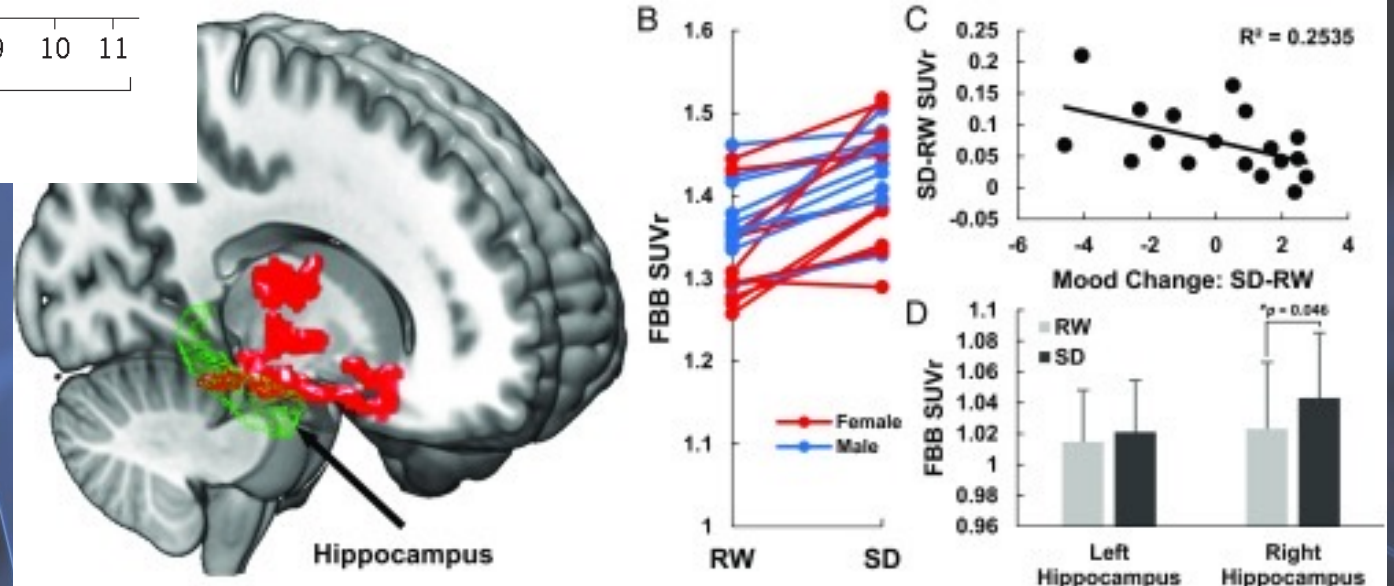 10 11
Hippocampus
B
FBB SUVr
1.6
1.5
1.4
1.3
1.2
1.1
1
RW SD
Female
Male
C
SD-RW SUVr
0.25
0.2
0.15
0.1
0.05
0
-0.05
R² = 0.2535
-6 -4 -2 0 2 4
Mood Change: SD-RW
D
FBB SUVr
1.1
1.08
1.06
1.04
1.02
1
0.98
0.96
RW
SD
*p = 0.046
Left
Hippocampus
Right
Hippocampus